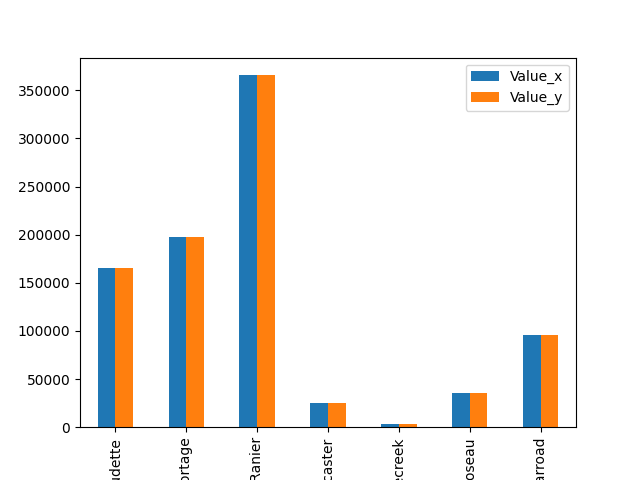 Value_x
Value_y
350000
300000
250000
200000
150000
100000
50000
0
udette
ortage
Ranier
caster
ecreek
oseau
arroad